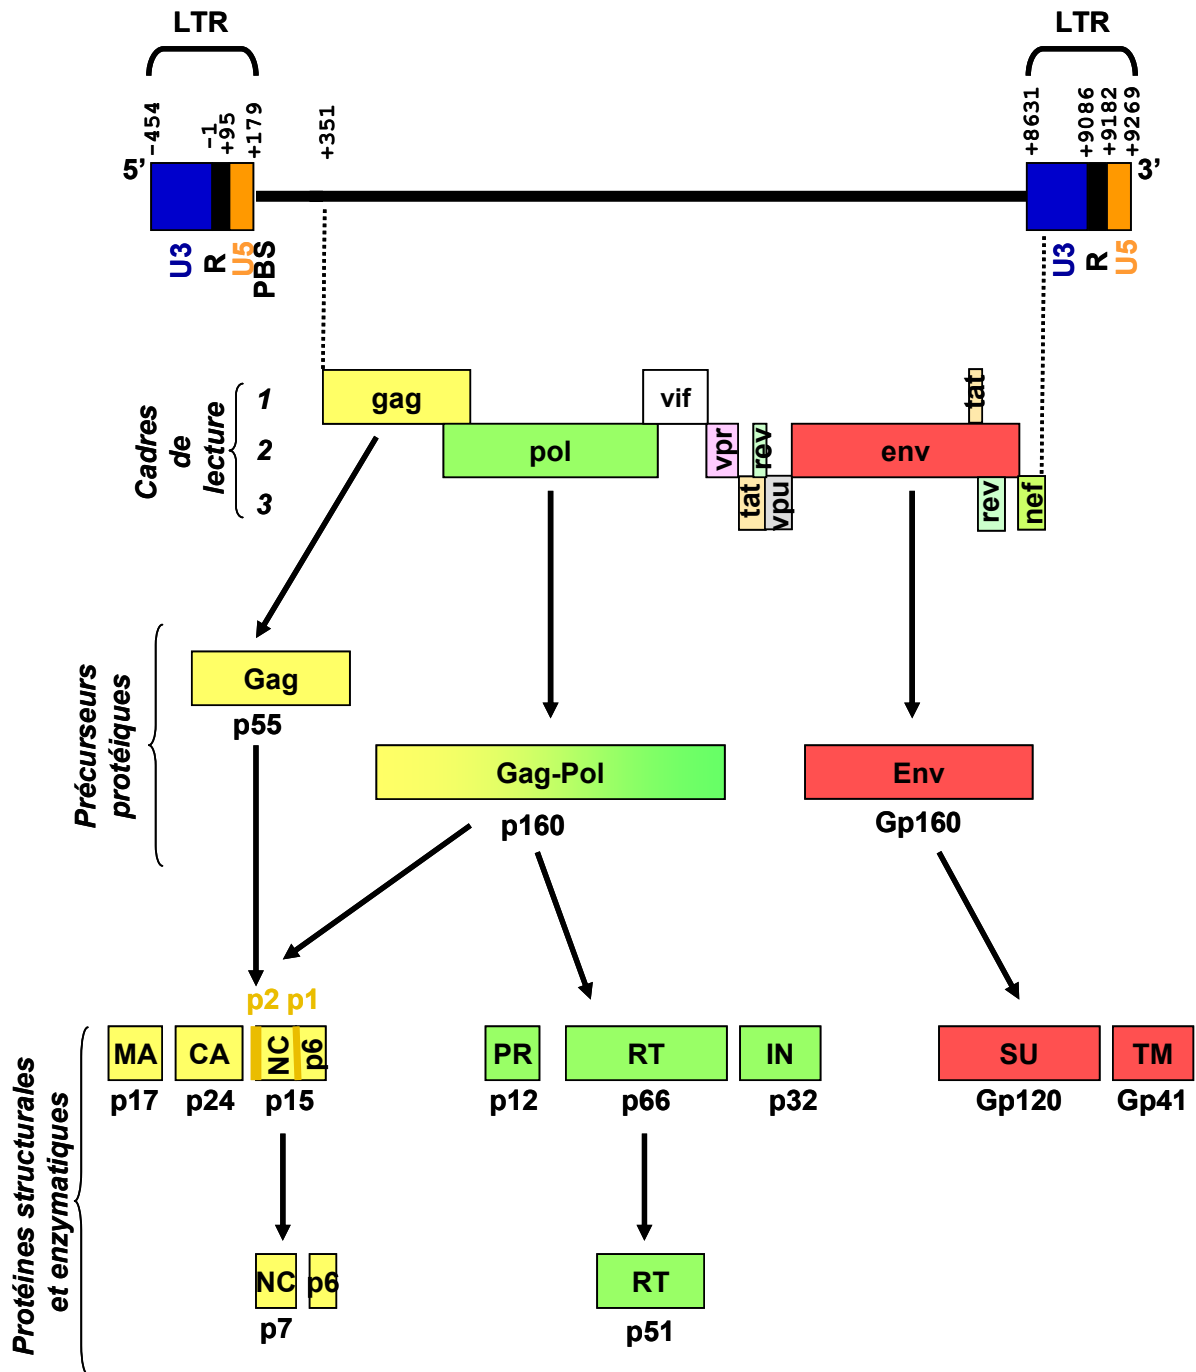 LTR
LTR
-454
-1
+95
+179
+351
+8631
+9086
+9182
+9269
5’
3’
U3
R
U5
PBS
U3
R
U5
Cadres
de
lecture
1
2
3
gag
vif
tat
pol
vpr
rev
env
tat
vpu
rev
nef
Précurseurs
protéiques
Gag
p55
Gag-Pol
p160
Env
Gp160
Protéines structurales
et enzymatiques
p2 p1
MA
CA
NC
p6
PR
RT
IN
SU
TM
p17
p24
p15
p12
p66
p32
Gp120
Gp41
NC
p6
RT
p7
p51